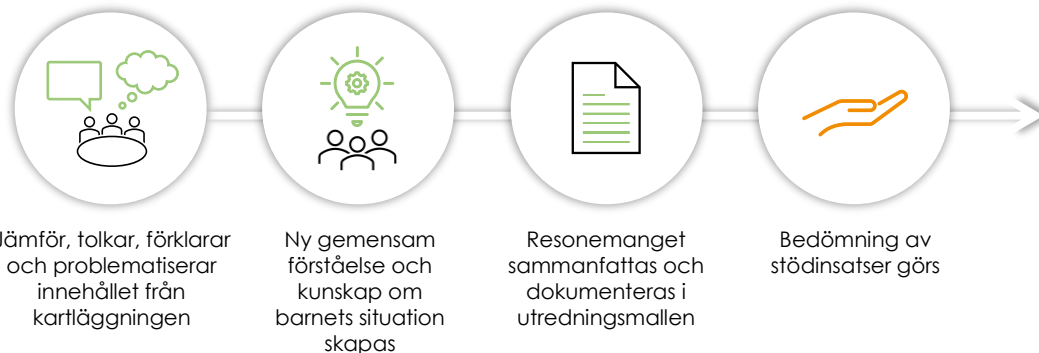 Jämför, tolkar, förklarar
och problematiserar
innehållet från
kartläggningen
Ny gemensam
förståelse och
kunskap om
barnets situation
skapas
Resonemanget
sammanfattas och
dokumenteras i
utredningsmallen
Bedömning av
stödinsatser görs